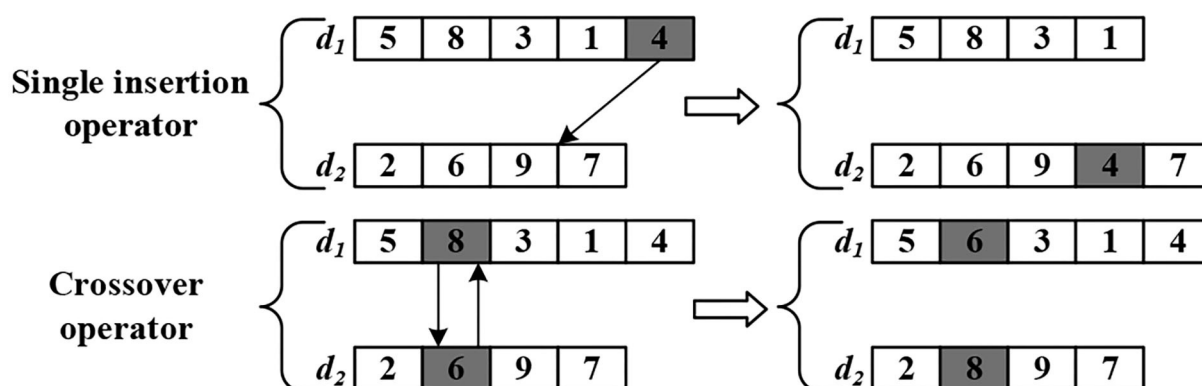 d1 5 8 3 1 4
d1 5 8 3 1
Single insertion
operator
d2 2 6 9 7
d2 2 6 9 4 7
d1 5 8 3 1 4
d1 5 6 3 1 4
Crossover
operator
d2 2 6 9 7
d2 2 8 9 7